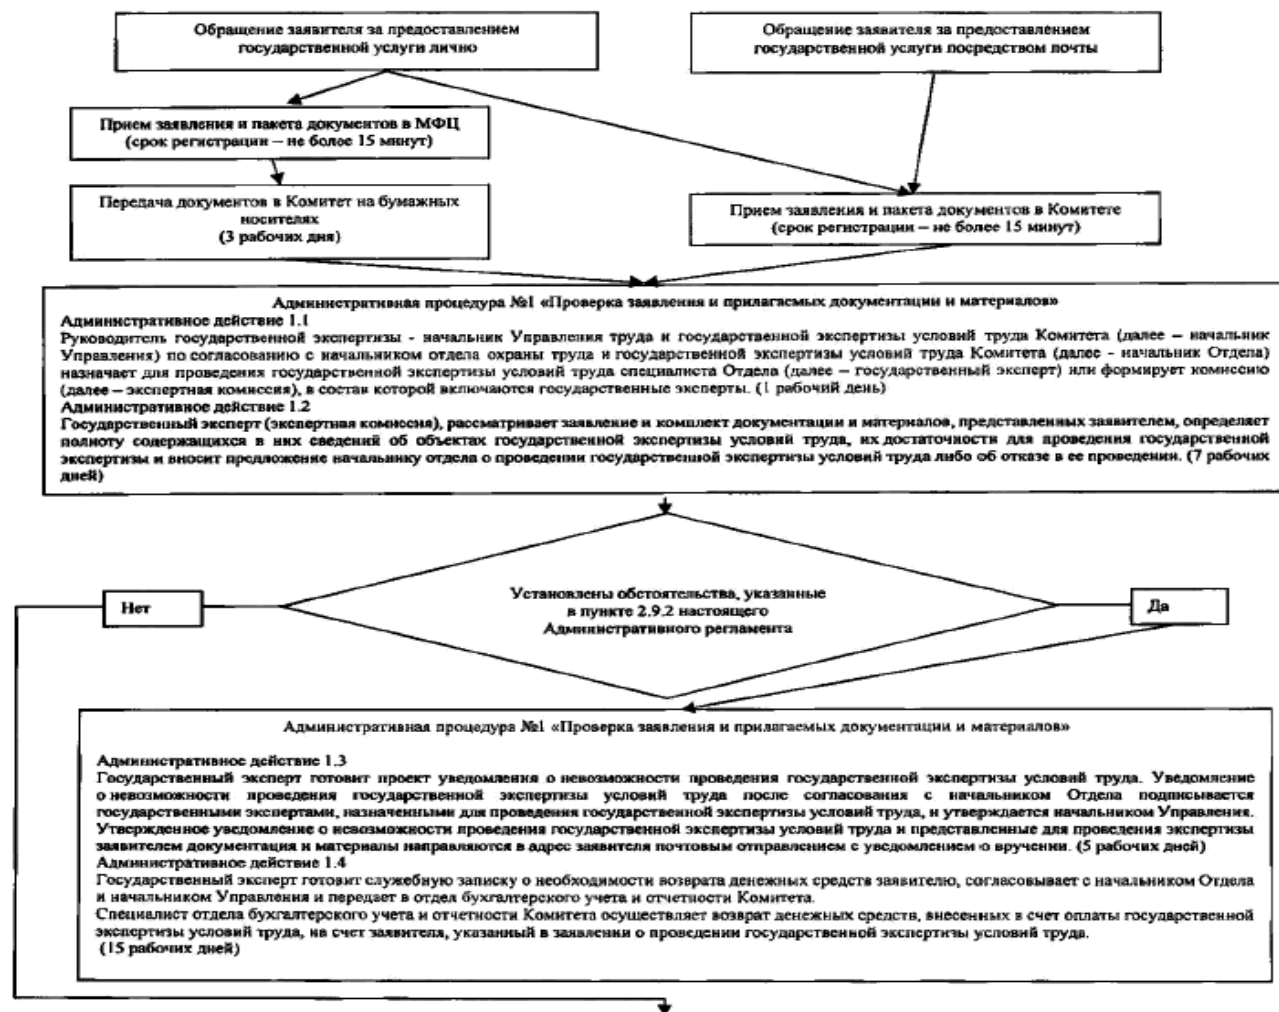 Обращение заявителя за предоставлением
государственной услуги лично
Обращение заявителя за предоставлением
государственной услуги посредством почты
Прием заявления и пакета документов в МФЦ
(срок регистрации – не более 15 минут)
Передача документов в Комитет на бумажных
носителях
(3 рабочих дня)
Прием заявления и пакета документов в Комитете
(срок регистрации – не более 15 минут)
Административная процедура №1 «Проверка заявления и прилагаемых документации и материалов»
Административное действие 1.1
Руководитель государственной экспертизы - начальник Управления труда и государственной экспертизы условий труда Комитета (далее – начальник
Управления) по согласованию с начальником отдела охраны труда и государственной экспертизы условий труда Комитета (далее - начальник Отдела)
назначает для проведения государственной экспертизы условий труда специалиста Отдела (далее – государственный эксперт) или формирует комиссию
(далее – экспертная комиссия), в состав которой включаются государственные эксперты. (1 рабочий день)
Административное действие 1.2
Государственный эксперт (экспертная комиссия), рассматривает заявление и комплект документации и материалов, представленных заявителем, определяет
полноту содержащихся в них сведений об объектах государственной экспертизы условий труда, их достаточности для проведения государственной
экспертизы и вносит предложение начальнику отдела о проведении государственной экспертизы условий труда либо об отказе в ее проведении. (7 рабочих
дней)
Установлены обстоятельства, указанные
в пункте 2.9.2 настоящего
Административного регламента
Нет
Да
Административная процедура №1 «Проверка заявления и прилагаемых документации и материалов»
Административное действие 1.3
Государственный эксперт готовит проект уведомления о невозможности проведения государственной экспертизы условий труда. Уведомление
о невозможности проведения государственной экспертизы условий труда после согласования с начальником Отдела подписывается
государственными экспертами, назначенными для проведения государственной экспертизы условий труда, и утверждается начальником Управления.
Утвержденное уведомление о невозможности проведения государственной экспертизы условий труда и представленные для проведения экспертизы
заявителем документация и материалы направляются в адрес заявителя почтовым отправлением с уведомлением о вручении. (5 рабочих дней)
Административное действие 1.4
Государственный эксперт готовит служебную записку о необходимости возврата денежных средств заявителю, согласовывает с начальником Отдела
и начальником Управления и передает в отдел бухгалтерского учета и отчетности Комитета.
Специалист отдела бухгалтерского учета и отчетности Комитета осуществляет возврат денежных средств, внесенных в счет оплаты государственной
экспертизы условий труда, на счет заявителя, указанный в заявлении о проведении государственной экспертизы условий труда.
(15 рабочих дней)